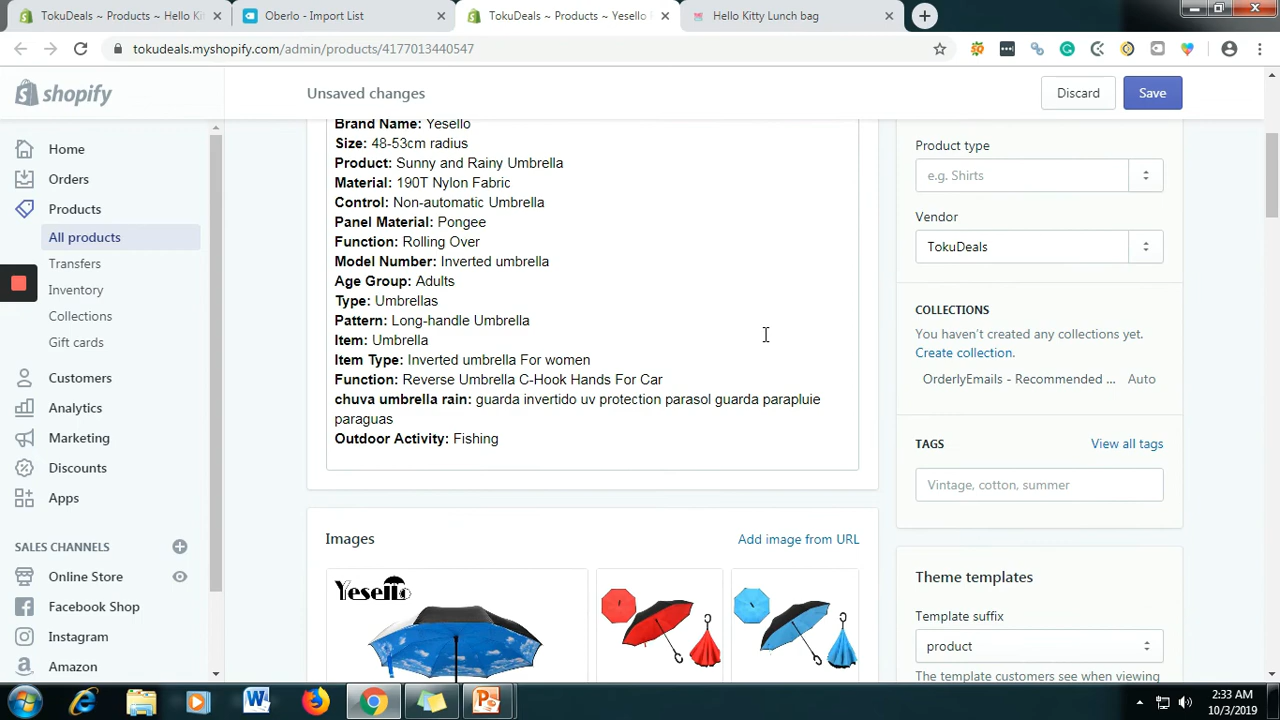 TokuDeals ~ Products ~ Hello Ki
Oberlo - Import List
TokuDeals ~ Products ~ Yesello F
Hello Kitty Lunch bag
tokudeals.myshopify.com/admin/products/4177013440547
shopify
Unsaved changes
Discard
Save
Home
Orders
Products
All products
Transfers
Inventory
Collections
Gift cards
Customers
Analytics
Marketing
Discounts
Apps
SALES CHANNELS
Online Store
Facebook Shop
Instagram
Amazon
Brand Name: Yesello
Size: 48-53cm radius
Product: Sunny and Rainy Umbrella
Material: 190T Nylon Fabric
Control: Non-automatic Umbrella
Panel Material: Pongee
Function: Rolling Over
Model Number: Inverted umbrella
Age Group: Adults
Type: Umbrellas
Pattern: Long-handle Umbrella
Item: Umbrella
Item Type: Inverted umbrella For women
Function: Reverse Umbrella C-Hook Hands For Car
chuva umbrella rain: guarda invertido uv protection parasol guarda parapluie
paraguas
Outdoor Activity: Fishing
Images
Add image from URL
Yesello
Product type
e.g. Shirts
Vendor
TokuDeals
COLLECTIONS
You haven't created any collections yet.
Create collection.
OrderlyEmails - Recommended ... Auto
TAGS
View all tags
Vintage, cotton, summer
Theme templates
Template suffix
product
The template customers see when viewing
2:33 AM
10/3/2019